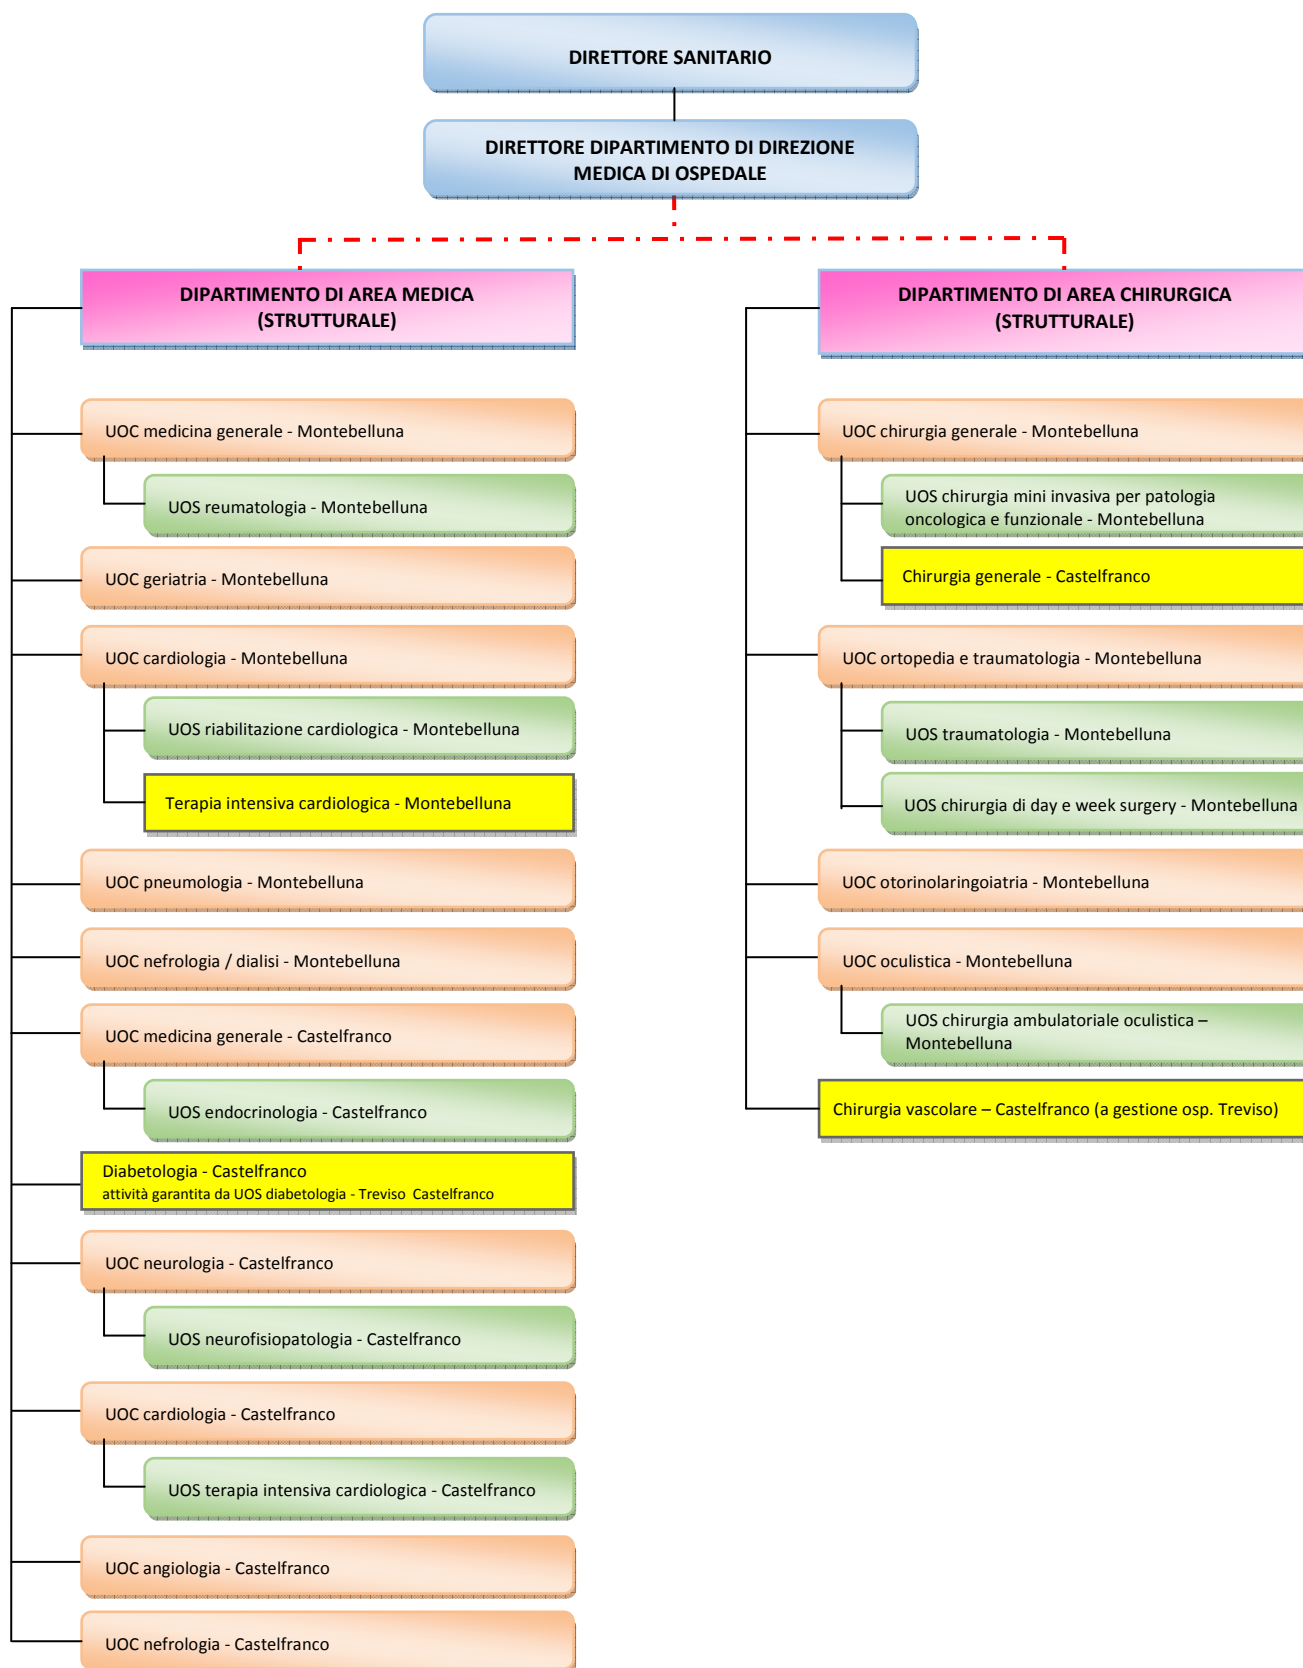 DIRETTORE SANITARIO
DIRETTORE DIPARTIMENTO DI DIREZIONE
MEDICA DI OSPEDALE
DIPARTIMENTO DI AREA MEDICA
(STRUTTURALE)
UOC medicina generale - Montebelluna
UOS reumatologia - Montebelluna
UOC geriatria - Montebelluna
UOC cardiologia - Montebelluna
UOS riabilitazione cardiologica - Montebelluna
Terapia intensiva cardiologica - Montebelluna
UOC pneumologia - Montebelluna
UOC nefrologia / dialisi - Montebelluna
UOC medicina generale - Castelfranco
UOS endocrinologia - Castelfranco
Diabetologia - Castelfranco
attività garantita da UOS diabetologia - Treviso Castelfranco
UOC neurologia - Castelfranco
UOS neurofisiopatologia - Castelfranco
UOC cardiologia - Castelfranco
UOS terapia intensiva cardiologica - Castelfranco
UOC angiologia - Castelfranco
UOC nefrologia - Castelfranco
DIPARTIMENTO DI AREA CHIRURGICA
(STRUTTURALE)
UOC chirurgia generale - Montebelluna
UOS chirurgia mini invasiva per patologia
oncologica e funzionale - Montebelluna
Chirurgia generale - Castelfranco
UOC ortopedia e traumatologia - Montebelluna
UOS traumatologia - Montebelluna
UOS chirurgia di day e week surgery - Montebelluna
UOC otorinolaringoiatria - Montebelluna
UOC oculistica - Montebelluna
UOS chirurgia ambulatoriale oculistica –
Montebelluna
Chirurgia vascolare – Castelfranco (a gestione osp. Treviso)